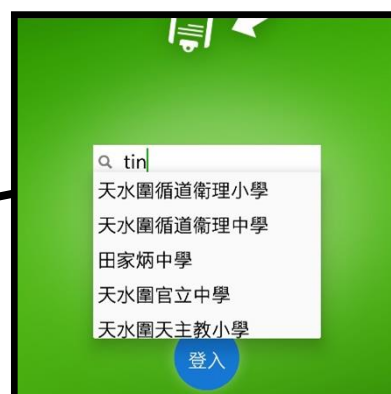 tin
天水圍循道衞理小學
天水圍循道衞理中學
田家炳中學
天水圍官立中學
天水圍天主教小學
登入